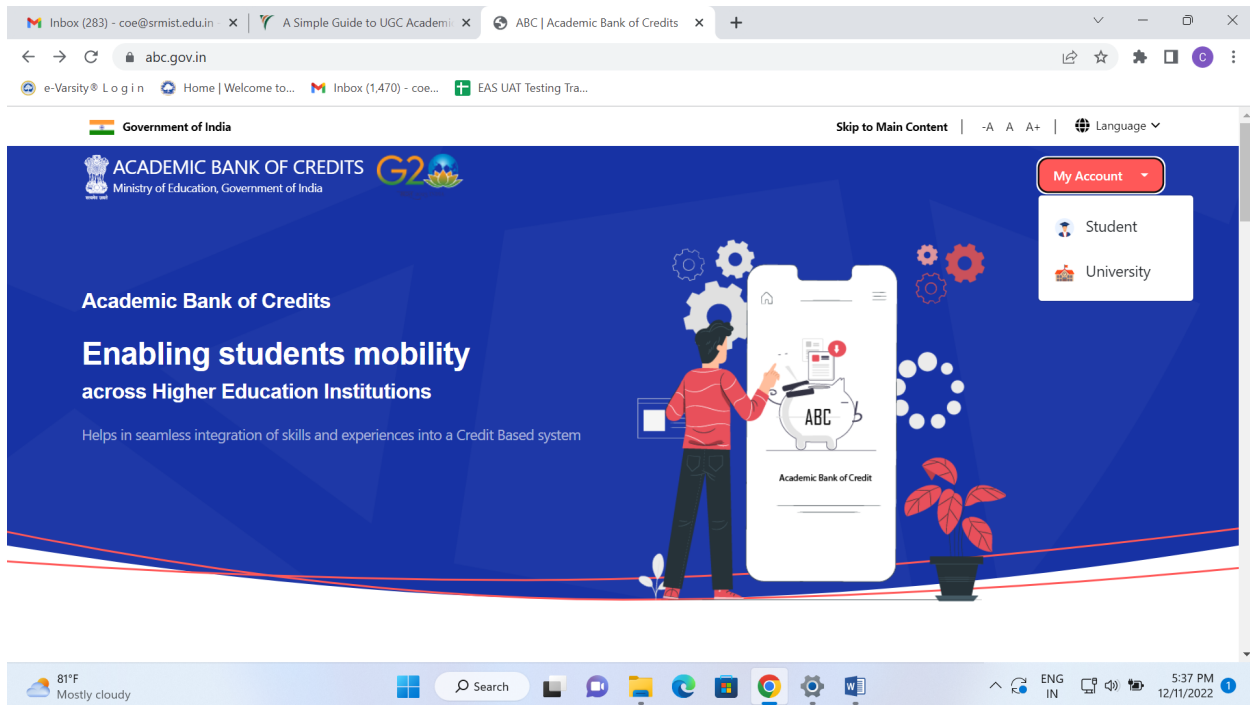 Inbox (283) - coe@srmist.edu.in -
A Simple Guide to UGC Academic
ABC | Academic Bank of Credits
abc.gov.in
C
e-Varsity® L o g i n
Home | Welcome to...
Inbox (1,470) - coe...
EAS UAT Testing Tra...
Government of India
Skip to Main Content | -A A A+ | Language
ACADEMIC BANK OF CREDITS
Ministry of Education, Government of India
G20
My Account
Student
University
Academic Bank of Credits
Enabling students mobility
across Higher Education Institutions
Helps in seamless integration of skills and experiences into a Credit Based system
ABC
Academic Bank of Credit
81°F
Mostly cloudy
Search
ENG
IN
5:37 PM
12/11/2022
1